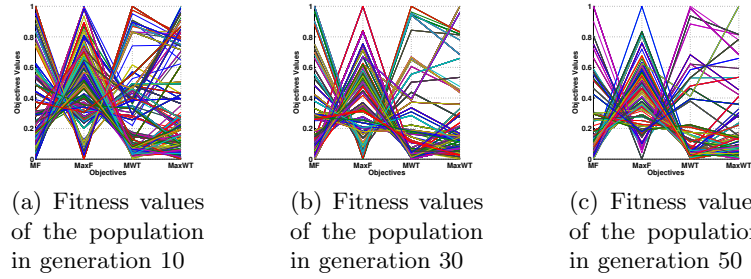 1
0.8
0.6
0.4
0.2
0
Objectives Values
MF MaxF MWT MaxWT
Objectives
1
0.8
0.6
0.4
0.2
0
Objectives Values
MF MaxF MWT MaxWT
Objectives
1
0.8
0.6
0.4
0.2
0
Objectives Values
MF MaxF MWT MaxWT
Objectives
(a) Fitness values
of the population
in generation 10
(b) Fitness values
of the population
in generation 30
(c) Fitness value
of the population
in generation 50